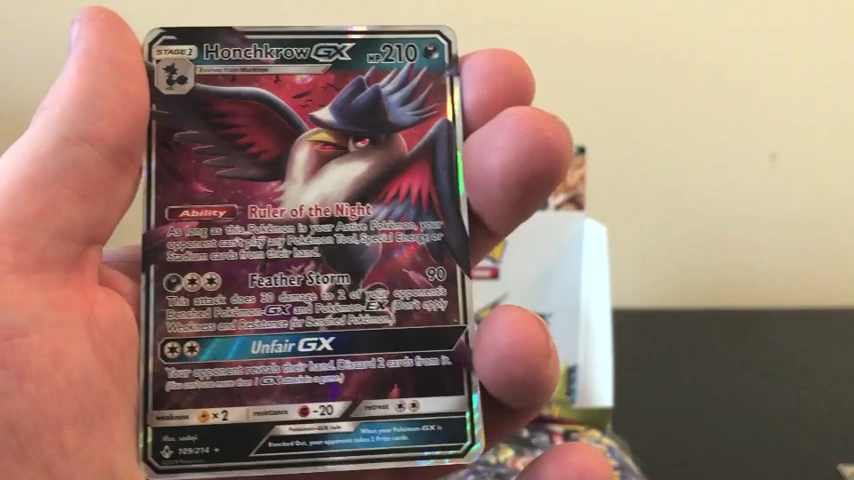 STAGE 1 Honchkrow GX HP 210
Evolves from Murkrow
Ability Ruler of the Night
As long as this Pokémon is your Active Pokémon, your
opponent can't play any Pokémon Tool, Special Energy, or
Stadium cards from their hand.
Feather Storm 90
This attack does 30 damage to 2 of your opponent's
Benched Pokémon-GX and Pokémon-EX. (Don't apply
Weakness and Resistance for Benched Pokémon.)
Unfair GX
Your opponent reveals their hand. Discard 2 cards from it.
(You can't use more than 1 GX attack in a game.)
weakness ×2 resistance -20 retreat
Illus. sadaji
Pokémon-GX rule
When your Pokémon-GX is
Knocked Out, your opponent takes 2 Prize cards.
109/214 ★